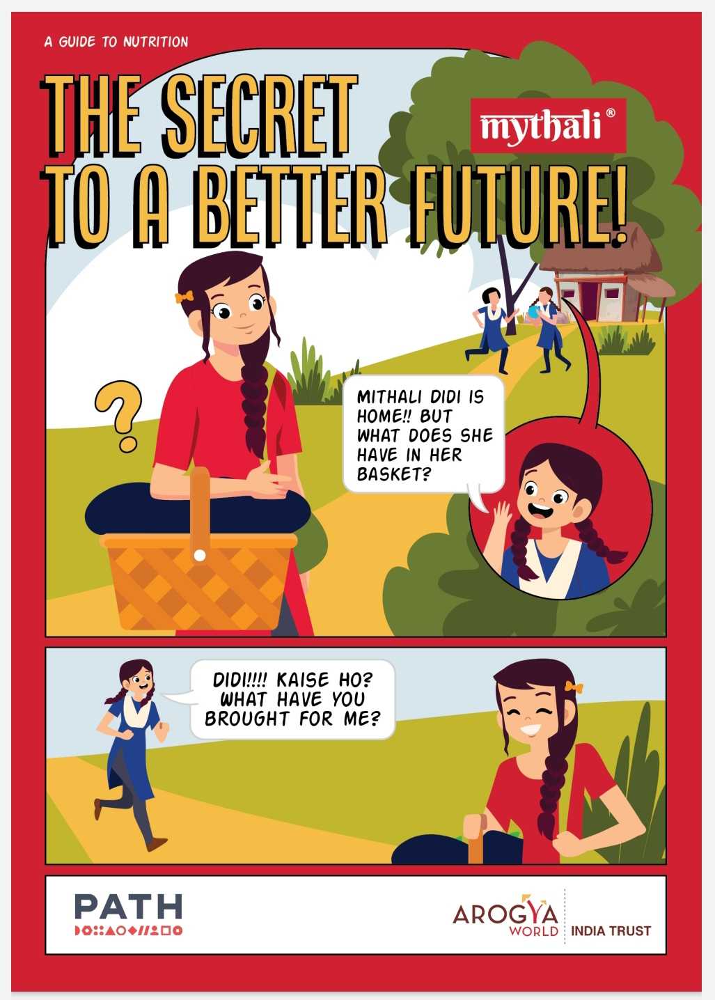 A GUIDE TO NUTRITION
THE SECRET
mythali®
TO A BETTER FUTURE!
MITHALI DIDI IS
HOME!! BUT
WHAT DOES SHE
HAVE IN HER
BASKET?
DIDI!!!! KAISE HO?
WHAT HAVE YOU
BROUGHT FOR ME?
PATH
AROGYA
WORLD
INDIA TRUST